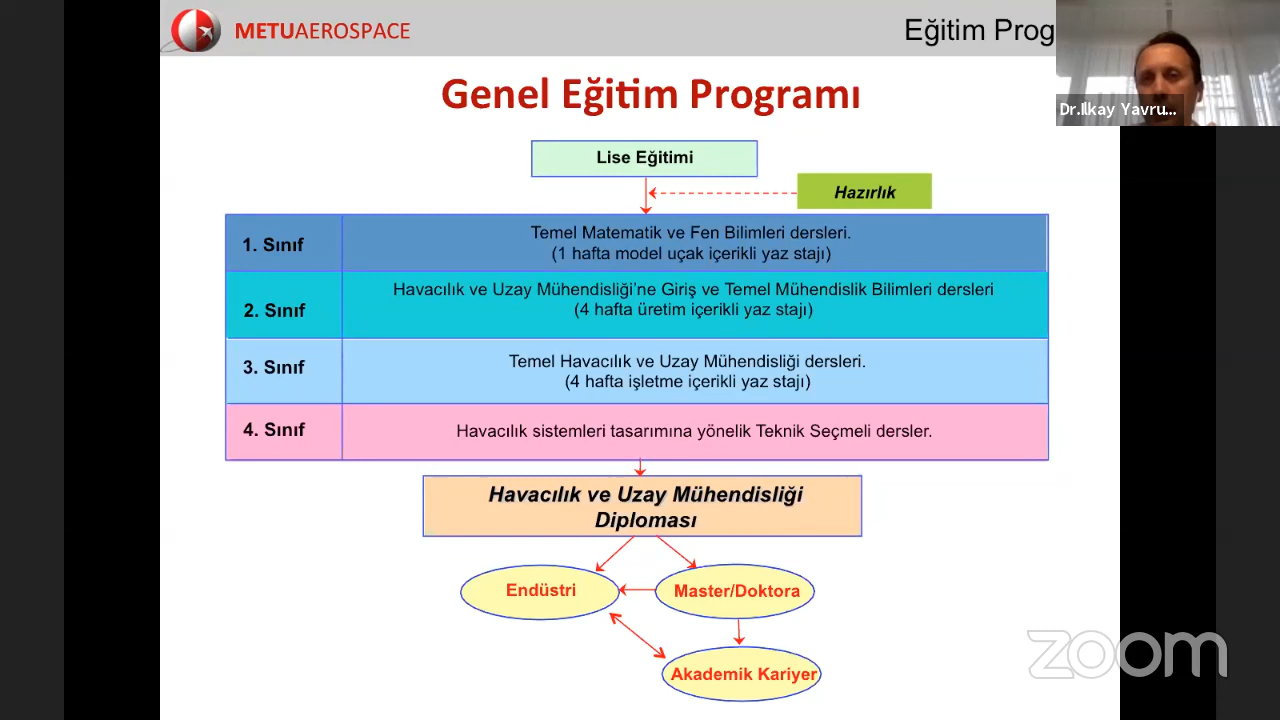 METUAEROSPACE
Eğitim Prog
Dr.Ilkay Yavru...
Genel Eğitim Programı
Lise Eğitimi
Hazırlık
1. Sınıf
Temel Matematik ve Fen Bilimleri dersleri.
(1 hafta model uçak içerikli yaz stajı)
2. Sınıf
Havacılık ve Uzay Mühendisliği’ne Giriş ve Temel Mühendislik Bilimleri dersleri
(4 hafta üretim içerikli yaz stajı)
3. Sınıf
Temel Havacılık ve Uzay Mühendisliği dersleri.
(4 hafta işletme içerikli yaz stajı)
4. Sınıf
Havacılık sistemleri tasarımına yönelik Teknik Seçmeli dersler.
Havacılık ve Uzay Mühendisliği
Diploması
Endüstri
Master/Doktora
Akademik Kariyer
zoom